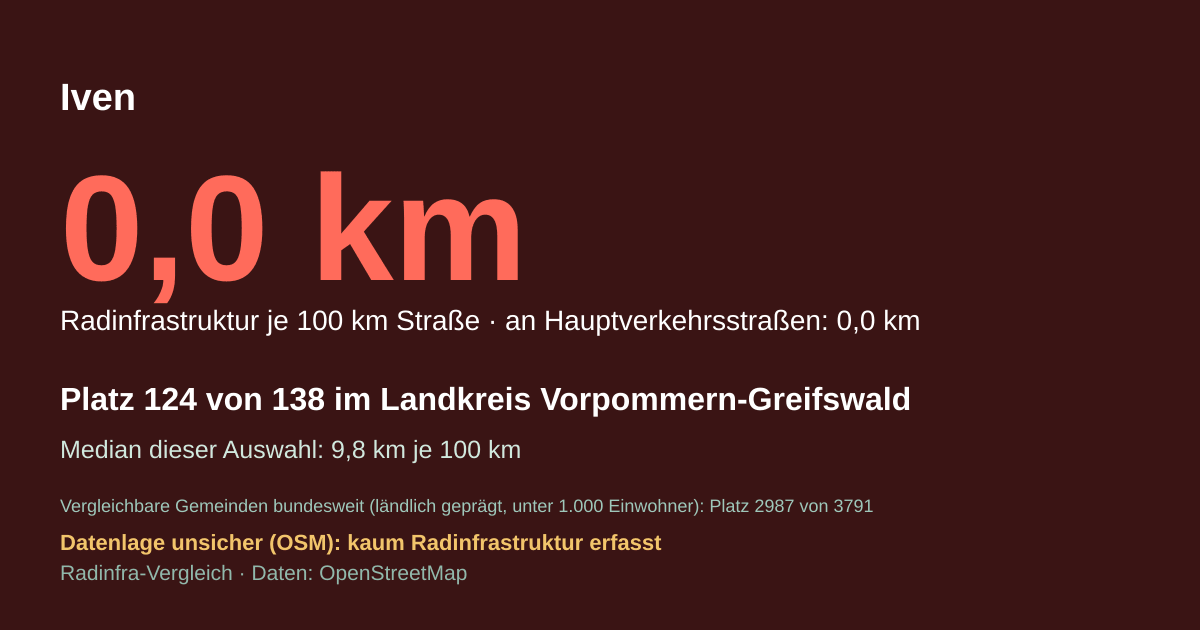 Iven
0,0 km
Radinfrastruktur je 100 km Straße · an Hauptverkehrsstraßen: 0,0 km
Platz 124 von 138 im Landkreis Vorpommern-Greifswald
Median dieser Auswahl: 9,8 km je 100 km
Vergleichbare Gemeinden bundesweit (ländlich geprägt, unter 1.000 Einwohner): Platz 2987 von 3791
Datenlage unsicher (OSM): kaum Radinfrastruktur erfasst
Radinfra-Vergleich · Daten: OpenStreetMap